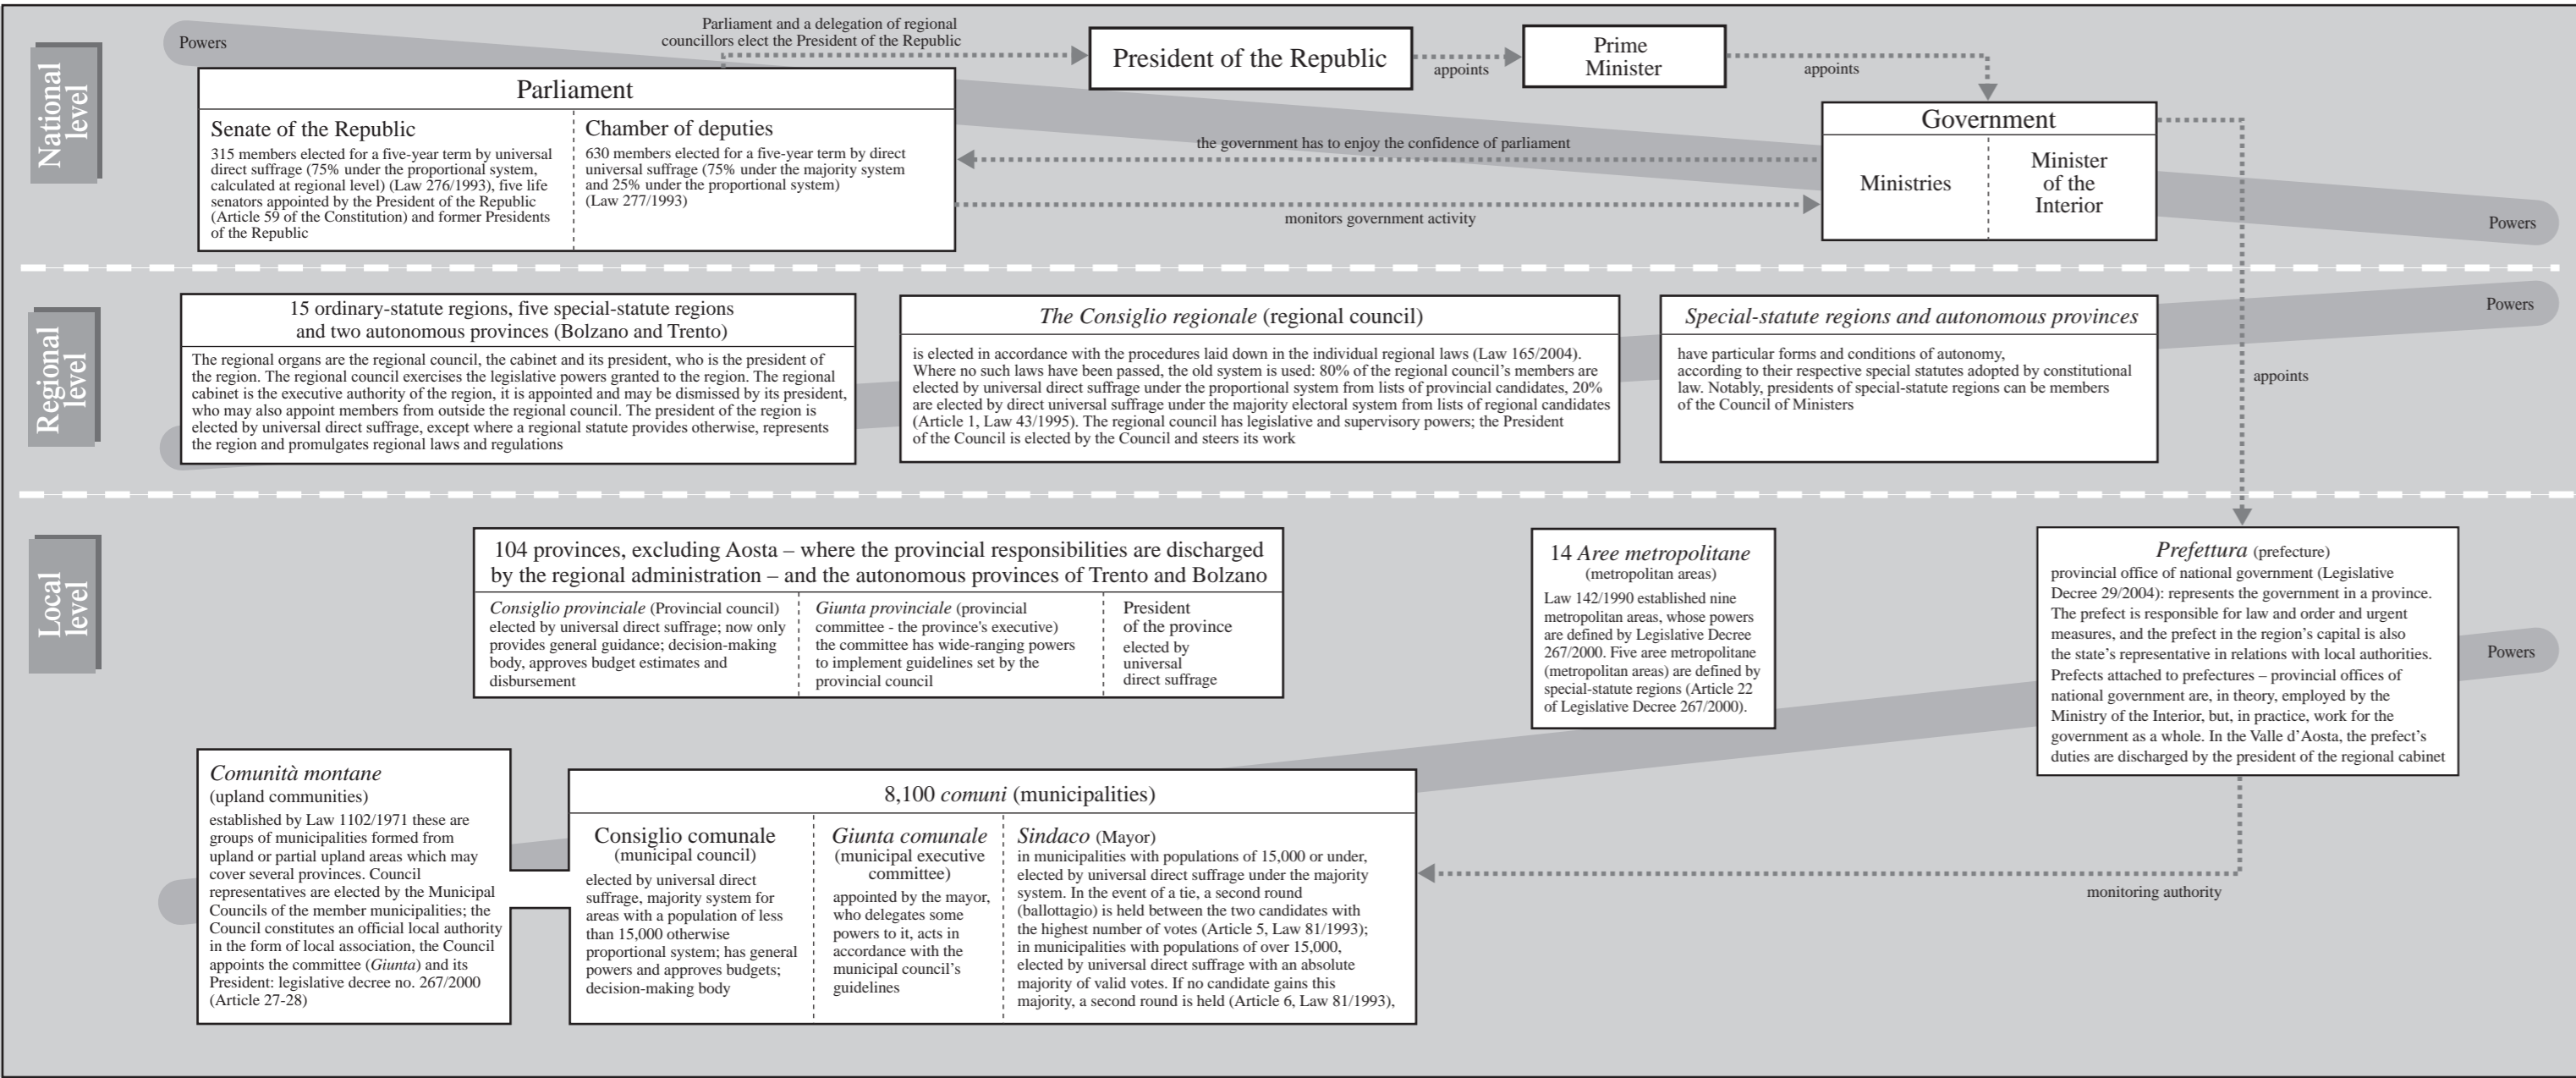 National
level
Powers
Parliament and a delegation of regional
councillors elect the President of the Republic
President of the Republic
appoints
Prime
Minister
appoints
Parliament
Senate of the Republic
315 members elected for a five-year term by universal
direct suffrage (75% under the proportional system,
calculated at regional level) (Law 276/1993), five life
senators appointed by the President of the Republic
(Article 59 of the Constitution) and former Presidents
of the Republic
Chamber of deputies
630 members elected for a five-year term by direct
universal suffrage (75% under the majority system
and 25% under the proportional system)
(Law 277/1993)
the government has to enjoy the confidence of parliament
monitors government activity
Government
Ministries
Minister
of the
Interior
Powers
Regional
level
15 ordinary-statute regions, five special-statute regions
and two autonomous provinces (Bolzano and Trento)
The regional organs are the regional council, the cabinet and its president, who is the president of
the region. The regional council exercises the legislative powers granted to the region. The regional
cabinet is the executive authority of the region, it is appointed and may be dismissed by its president,
who may also appoint members from outside the regional council. The president of the region is
elected by universal direct suffrage, except where a regional statute provides otherwise, represents
the region and promulgates regional laws and regulations
The Consiglio regionale (regional council)
is elected in accordance with the procedures laid down in the individual regional laws (Law 165/2004).
Where no such laws have been passed, the old system is used: 80% of the regional council's members are
elected by universal direct suffrage under the proportional system from lists of provincial candidates, 20%
are elected by direct universal suffrage under the majority electoral system from lists of regional candidates
(Article 1, Law 43/1995). The regional council has legislative and supervisory powers; the President
of the Council is elected by the Council and steers its work
Special-statute regions and autonomous provinces
have particular forms and conditions of autonomy,
according to their respective special statutes adopted by constitutional
law. Notably, presidents of special-statute regions can be members
of the Council of Ministers
Powers
appoints
Local
level
104 provinces, excluding Aosta – where the provincial responsibilities are discharged
by the regional administration – and the autonomous provinces of Trento and Bolzano
Consiglio provinciale (Provincial council)
elected by universal direct suffrage; now only
provides general guidance; decision-making
body, approves budget estimates and
disbursement
Giunta provinciale (provincial
committee - the province's executive)
the committee has wide-ranging powers
to implement guidelines set by the
provincial council
President
of the province
elected by
universal
direct suffrage
14 Aree metropolitane
(metropolitan areas)
Law 142/1990 established nine
metropolitan areas, whose powers
are defined by Legislative Decree
267/2000. Five aree metropolitane
(metropolitan areas) are defined by
special-statute regions (Article 22
of Legislative Decree 267/2000).
Prefettura (prefecture)
provincial office of national government (Legislative
Decree 29/2004): represents the government in a province.
The prefect is responsible for law and order and urgent
measures, and the prefect in the region's capital is also
the state's representative in relations with local authorities.
Prefects attached to prefectures – provincial offices of
national government are, in theory, employed by the
Ministry of the Interior, but, in practice, work for the
government as a whole. In the Valle d'Aosta, the prefect's
duties are discharged by the president of the regional cabinet
Powers
Comunità montane
(upland communities)
established by Law 1102/1971 these are
groups of municipalities formed from
upland or partial upland areas which may
cover several provinces. Council
representatives are elected by the Municipal
Councils of the member municipalities; the
Council constitutes an official local authority
in the form of local association, the Council
appoints the committee (Giunta) and its
President: legislative decree no. 267/2000
(Article 27-28)
8,100 comuni (municipalities)
Consiglio comunale
(municipal council)
elected by universal direct
suffrage, majority system for
areas with a population of less
than 15,000 otherwise
proportional system; has general
powers and approves budgets;
decision-making body
Giunta comunale
(municipal executive
committee)
appointed by the mayor,
who delegates some
powers to it, acts in
accordance with the
municipal council's
guidelines
Sindaco (Mayor)
in municipalities with populations of 15,000 or under,
elected by universal direct suffrage under the majority
system. In the event of a tie, a second round
(ballottagio) is held between the two candidates with
the highest number of votes (Article 5, Law 81/1993);
in municipalities with populations of over 15,000,
elected by universal direct suffrage with an absolute
majority of valid votes. If no candidate gains this
majority, a second round is held (Article 6, Law 81/1993),
monitoring authority